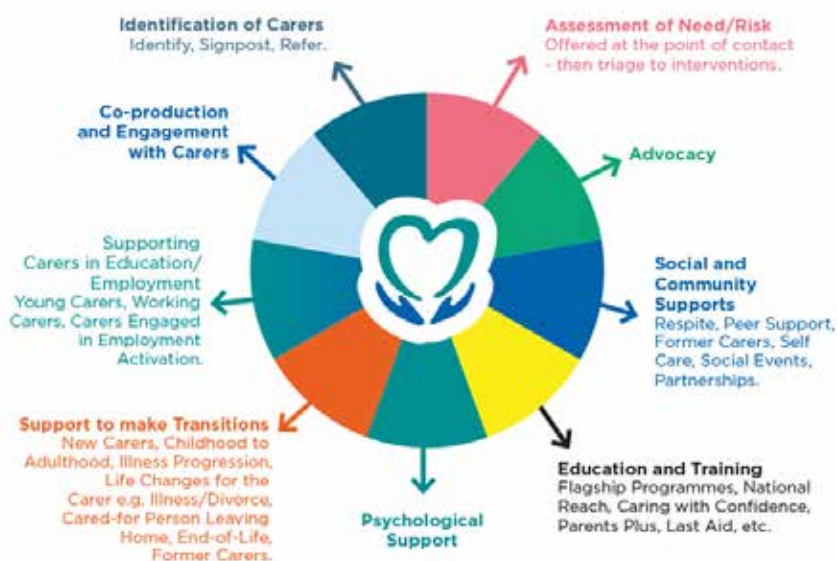 Identification of Carers
Identify, Signpost, Refer.
Assessment of Need/Risk
Offered at the point of contact
- then triage to interventions.
Advocacy
Social and
Community
Supports
Respite, Peer Support,
Former Carers, Self
Care, Social Events,
Partnerships.
Education and Training
Flagship Programmes, National
Reach, Caring with Confidence,
Parents Plus, Last Aid, etc.
Psychological
Support
Support to make Transitions
New Carers, Childhood to
Adulthood, Illness Progression,
Life Changes for the
Carer e.g. Illness/Divorce,
Cared-for Person Leaving
Home, End-of-Life,
Former Carers.
Supporting
Carers in Education/
Employment
Young Carers, Working
Carers, Carers Engaged
in Employment
Activation.
Co-production
and Engagement
with Carers